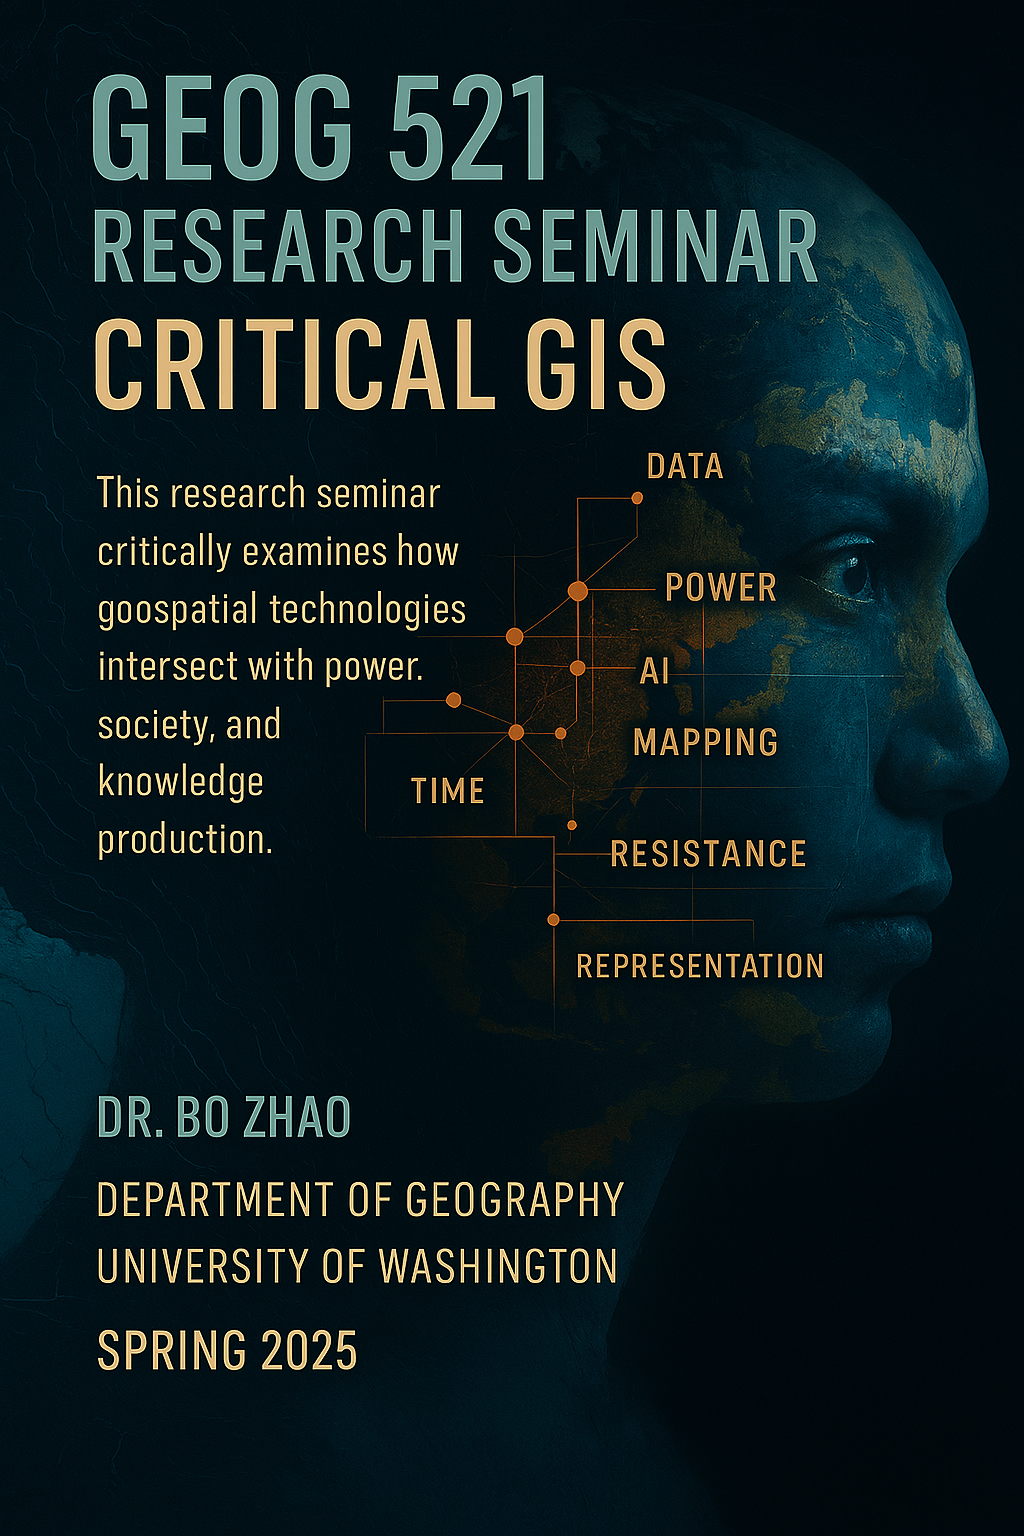 GEOG 521
RESEARCH SEMINAR
CRITICAL GIS
This research seminar
critically examines how
goospatial technologies
intersect with power.
society, and
knowledge
production.
DATA
POWER
AI
MAPPING
TIME
RESISTANCE
REPRESENTATION
DR. BO ZHAO
DEPARTMENT OF GEOGRAPHY
UNIVERSITY OF WASHINGTON
SPRING 2025